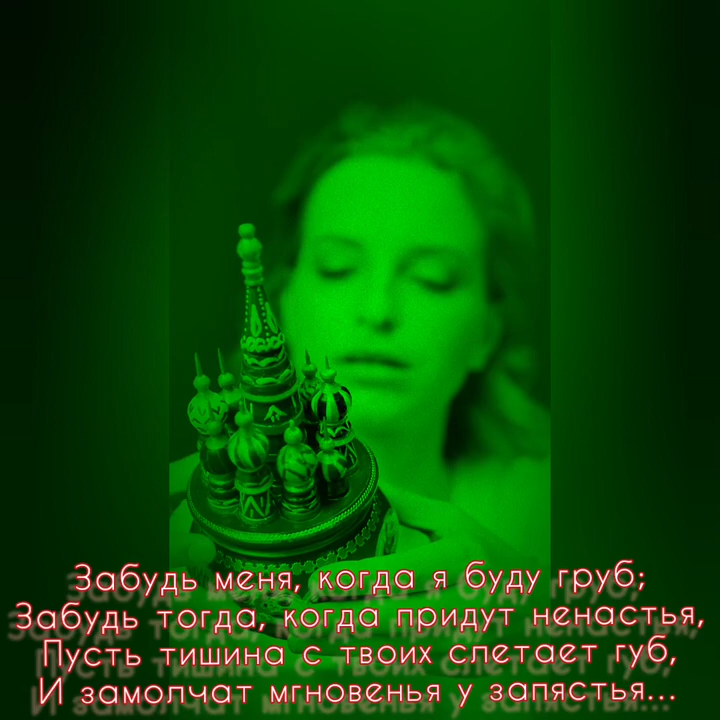 Забудь меня, когда я буду груб;
Забудь тогда, когда придут ненастья,
Пусть тишина с твоих слетает губ,
И замолчат мгновенья у запястья...